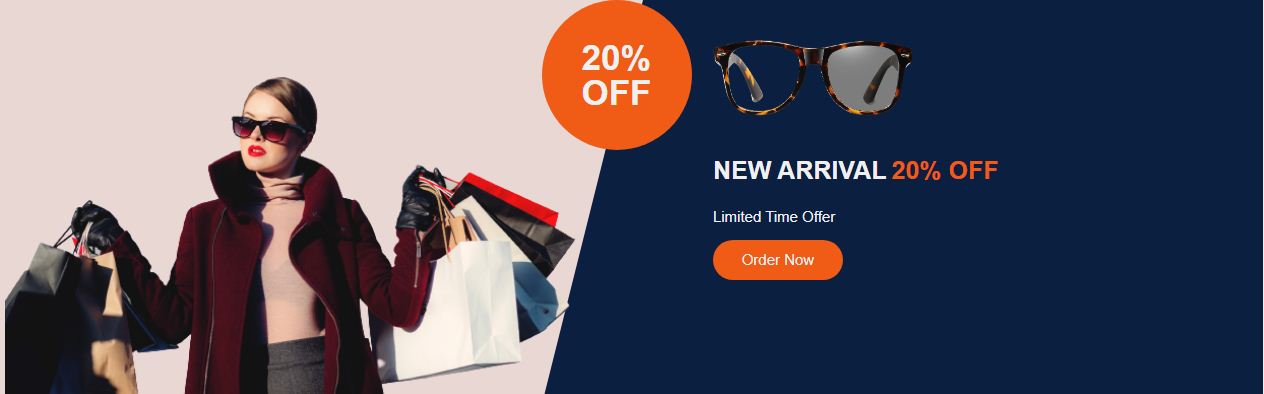 20%
OFF
NEW ARRIVAL 20% OFF
Limited Time Offer
Order Now